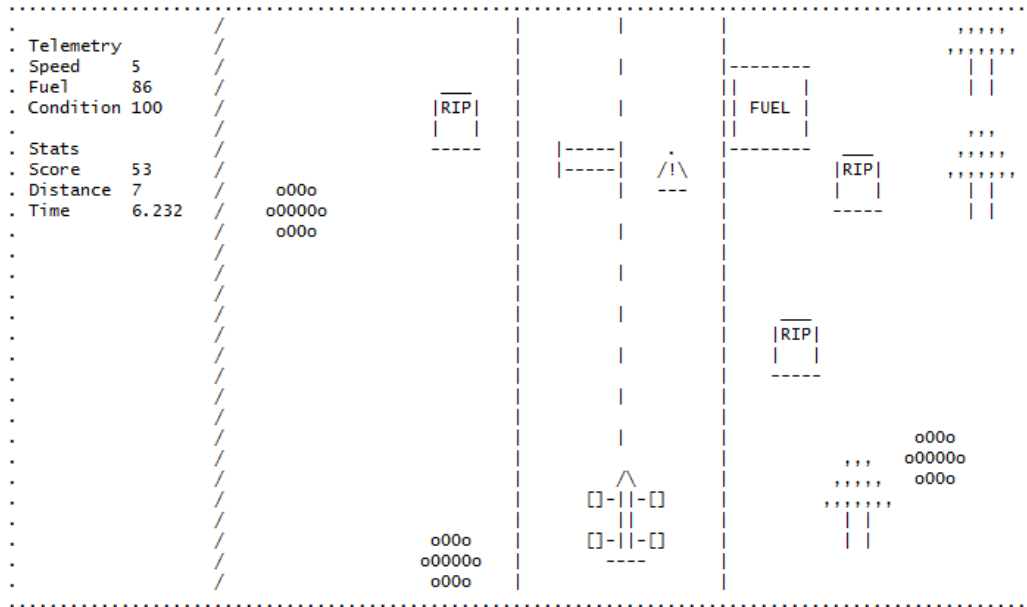 Telemetry
Speed 5
Fuel 86
Condition 100
RIP
FUEL
Stats
Score 53
Distance 7
Time 6.232
/!\
RIP
RIP